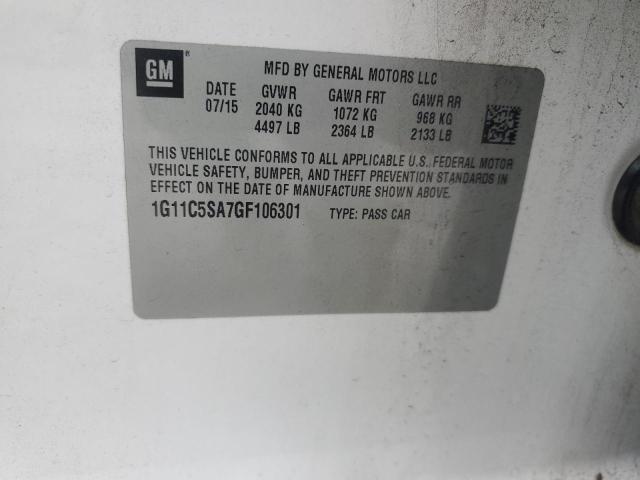 GM ®
MFD BY GENERAL MOTORS LLC
DATE GVWR GAWR FRT GAWR RR
07/15 2040 KG 1072 KG 968 KG
4497 LB 2364 LB 2133 LB
THIS VEHICLE CONFORMS TO ALL APPLICABLE U.S. FEDERAL MOTOR
VEHICLE SAFETY, BUMPER, AND THEFT PREVENTION STANDARDS IN
EFFECT ON THE DATE OF MANUFACTURE SHOWN ABOVE.
1G11C5SA7GF106301 TYPE: PASS CAR